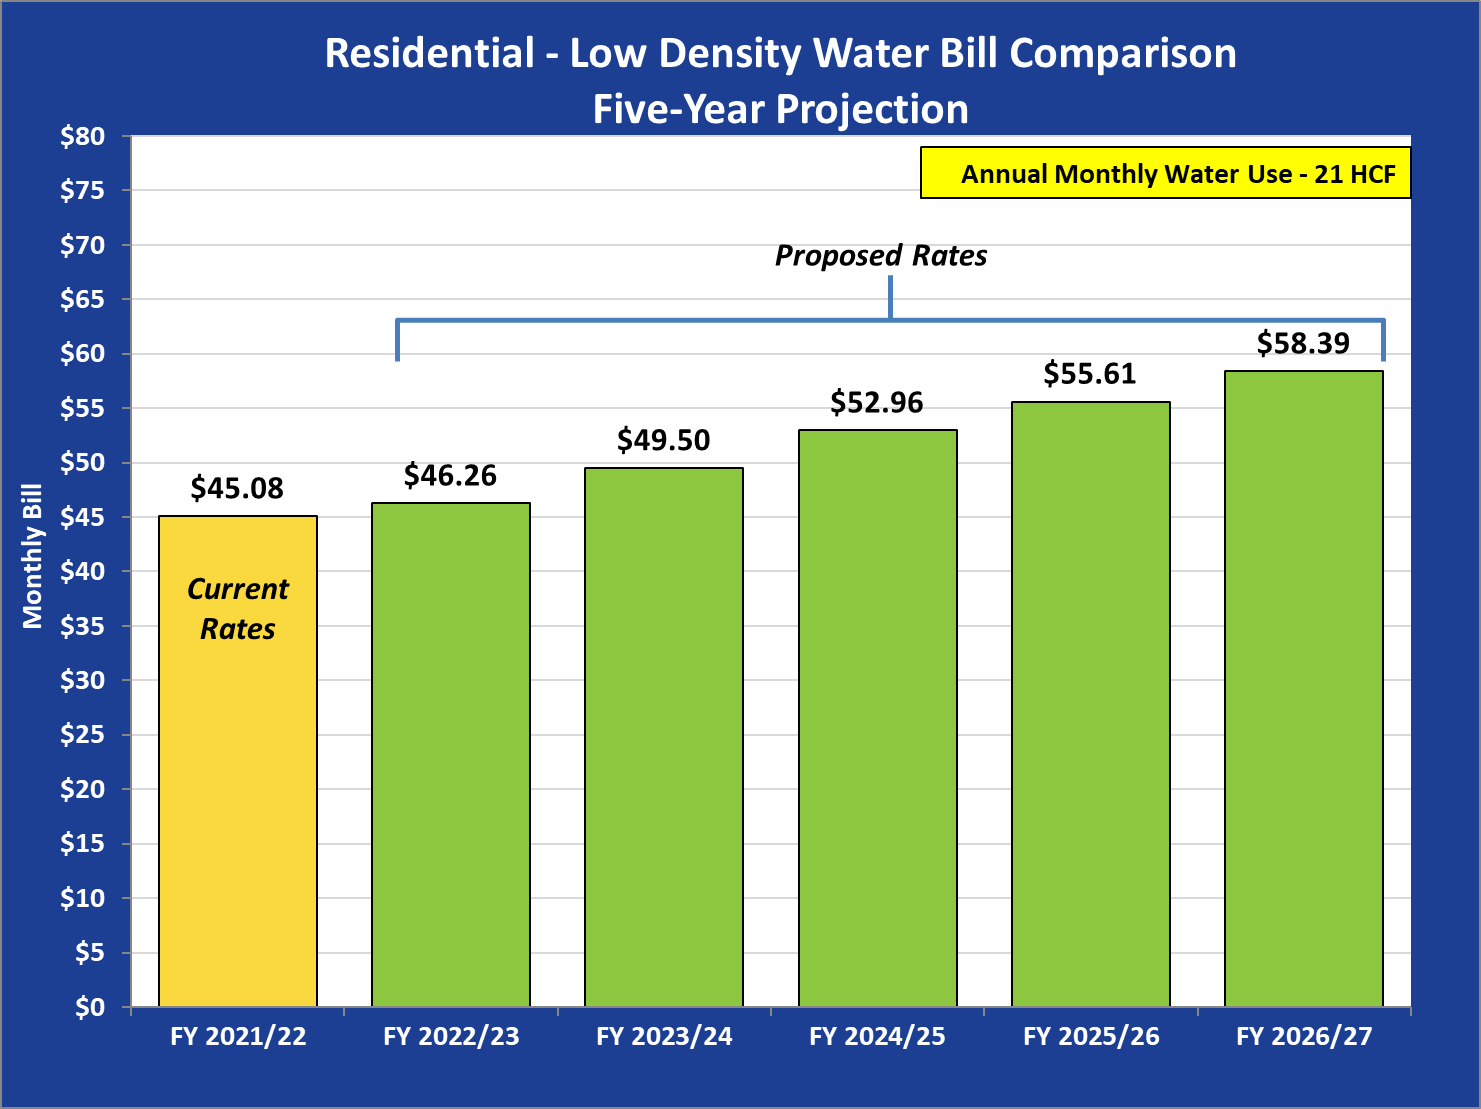 Residential - Low Density Water Bill Comparison
Five-Year Projection
$80
$75
$70
$65
$60
$55
$50
$45
$40
$35
$30
$25
$20
$15
$10
$5
$0
Monthly Bill
Annual Monthly Water Use - 21 HCF
Proposed Rates
$45.08
$46.26
$49.50
$52.96
$55.61
$58.39
Current
Rates
FY 2021/22
FY 2022/23
FY 2023/24
FY 2024/25
FY 2025/26
FY 2026/27